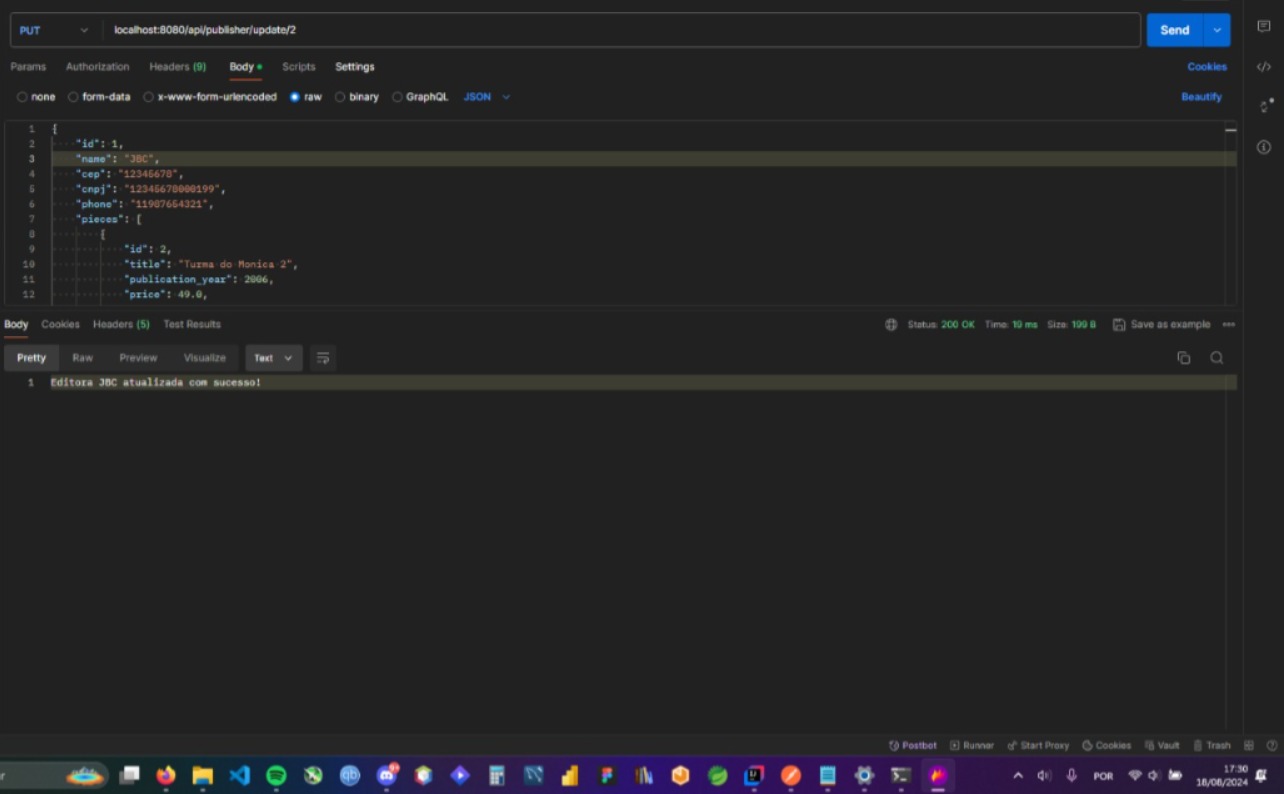 PUT
localhost:8080/api/publisher/update/2
Send
Params Authorization Headers (9) Body Scripts Settings Cookies
none form-data x-www-form-urlencoded raw binary GraphQL JSON Beautify
1 {
2 "id": 1,
3 "name": "JBC",
4 "cep": "12345678",
5 "cnpj": "12345678000199",
6 "phone": "11987654321",
7 "pieces": [
8 {
9 "id": 2,
10 "title": "Turma do Monica 2",
11 "publication_year": 2006,
12 "price": 49.0,
Body Cookies Headers (5) Test Results Status: 200 OK Time: 19 ms Size: 199 B Save as example
Pretty Raw Preview Visualize Text
1 Editora JBC atualizada com sucesso!
Postbot Runner Start Proxy Cookies Vault Trash
r
POR
17:30
18/08/2024